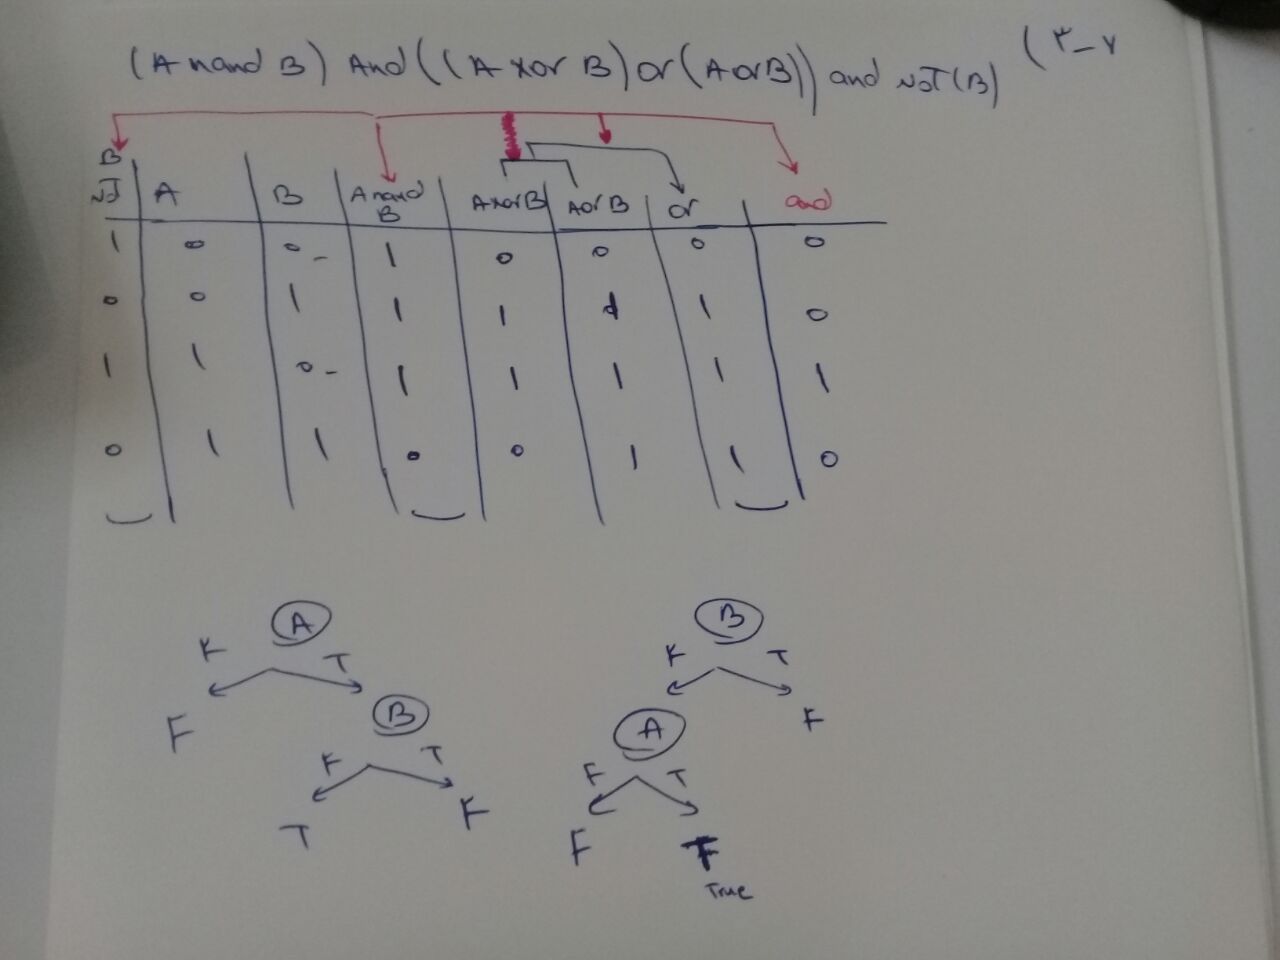 (A nand B) And ((A xor B) or (A or B)) and NOT(B) (۳-۷
NOT B A B A nand B A xor B A or B or and
1 0 0 1 0 0 0 0
0 0 1 1 1 1 1 0
1 1 0 1 1 1 1 1
0 1 1 0 0 1 1 0
A B
F T F T
F B A F
F T F T
T F F T
True